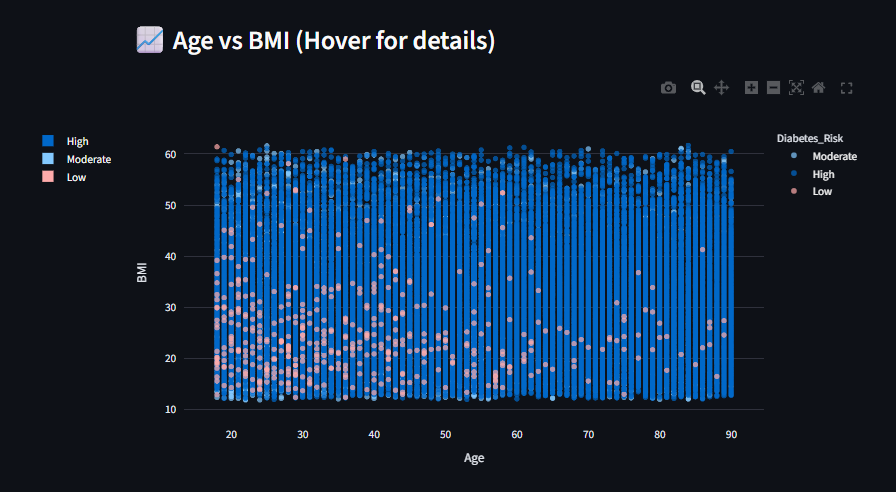 📈 Age vs BMI (Hover for details)
High
Moderate
Low
Diabetes_Risk
Moderate
High
Low
BMI
60
50
40
30
20
10
20 30 40 50 60 70 80 90
Age